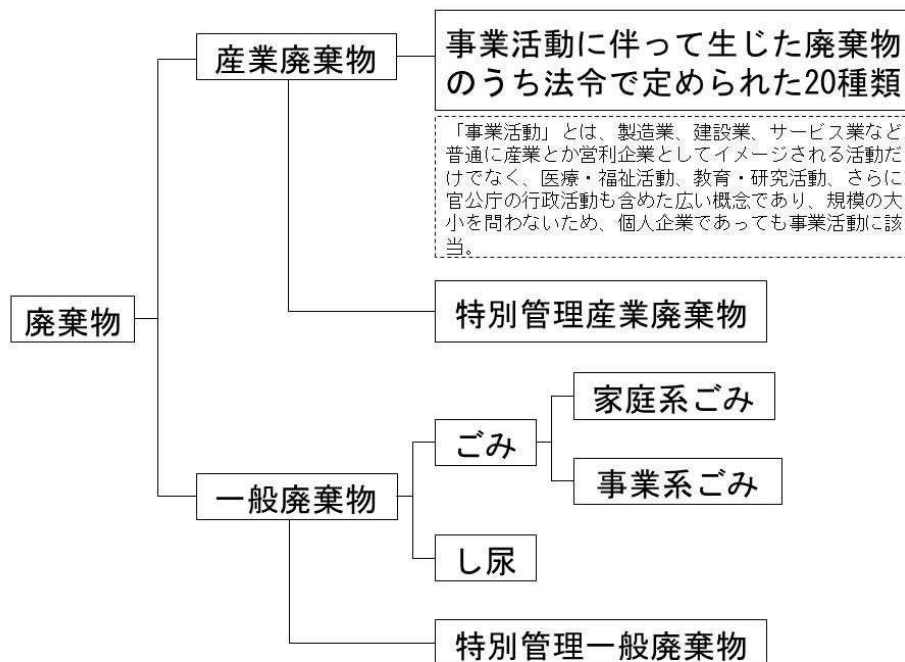 産業廃棄物
事業活動に伴って生じた廃棄物
のうち法令で定められた20種類
「事業活動」とは、製造業、建設業、サービス業など
普通に産業とか営利企業としてイメージされる活動だ
けでなく、医療・福祉活動、教育・研究活動、さらに
官公庁の行政活動も含めた広い概念であり、規模の大
小を問わないため、個人企業であっても事業活動に該
当。
特別管理産業廃棄物
廃棄物
一般廃棄物
ごみ
家庭系ごみ
事業系ごみ
し尿
特別管理一般廃棄物